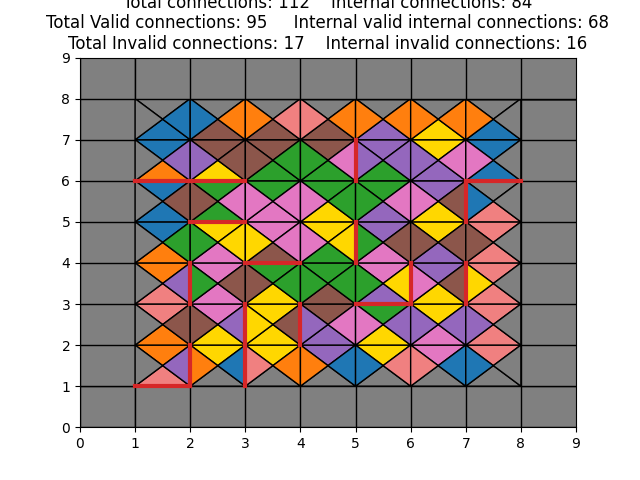 Total connections: 112    Internal connections: 84
Total Valid connections: 95    Internal valid internal connections: 68
Total Invalid connections: 17    Internal invalid connections: 16
9
8
7
6
5
4
3
2
1
0
0 1 2 3 4 5 6 7 8 9